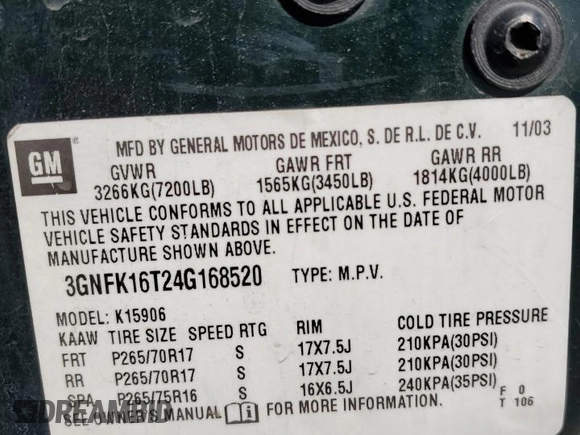 GM
MFD BY GENERAL MOTORS DE MEXICO, S. DE R.L. DE C.V. 11/03
GVWR GAWR FRT GAWR RR
3266KG(7200LB) 1565KG(3450LB) 1814KG(4000LB)
THIS VEHICLE CONFORMS TO ALL APPLICABLE U.S. FEDERAL MOTOR
VEHICLE SAFETY STANDARDS IN EFFECT ON THE DATE OF
MANUFACTURE SHOWN ABOVE.
3GNFK16T24G168520 TYPE: M.P.V.
MODEL: K15906
KAAW TIRE SIZE SPEED RTG RIM COLD TIRE PRESSURE
FRT P265/70R17 S 17X7.5J 210KPA(30PSI)
RR P265/70R17 S 17X7.5J 210KPA(30PSI)
SPA P265/75R16 S 16X6.5J 240KPA(35PSI)
SEE OWNER'S MANUAL FOR MORE INFORMATION. F 0
T 106
DREAMBID